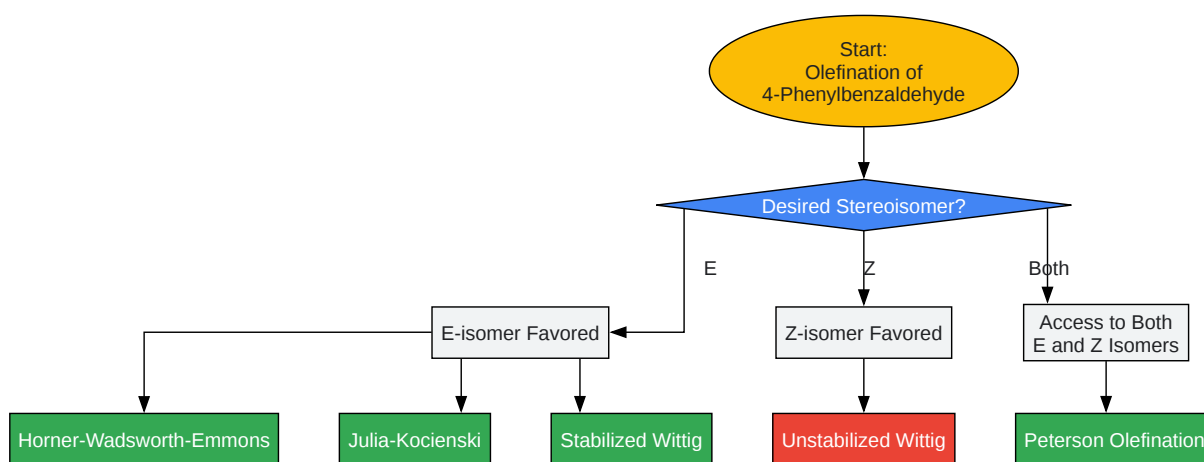 Start:
Olefination of
4-Phenylbenzaldehyde
Desired Stereoisomer?
E
Z
Both
E-isomer Favored
Z-isomer Favored
Access to Both
E and Z Isomers
Horner-Wadsworth-Emmons
Julia-Kocienski
Stabilized Wittig
Unstabilized Wittig
Peterson Olefination